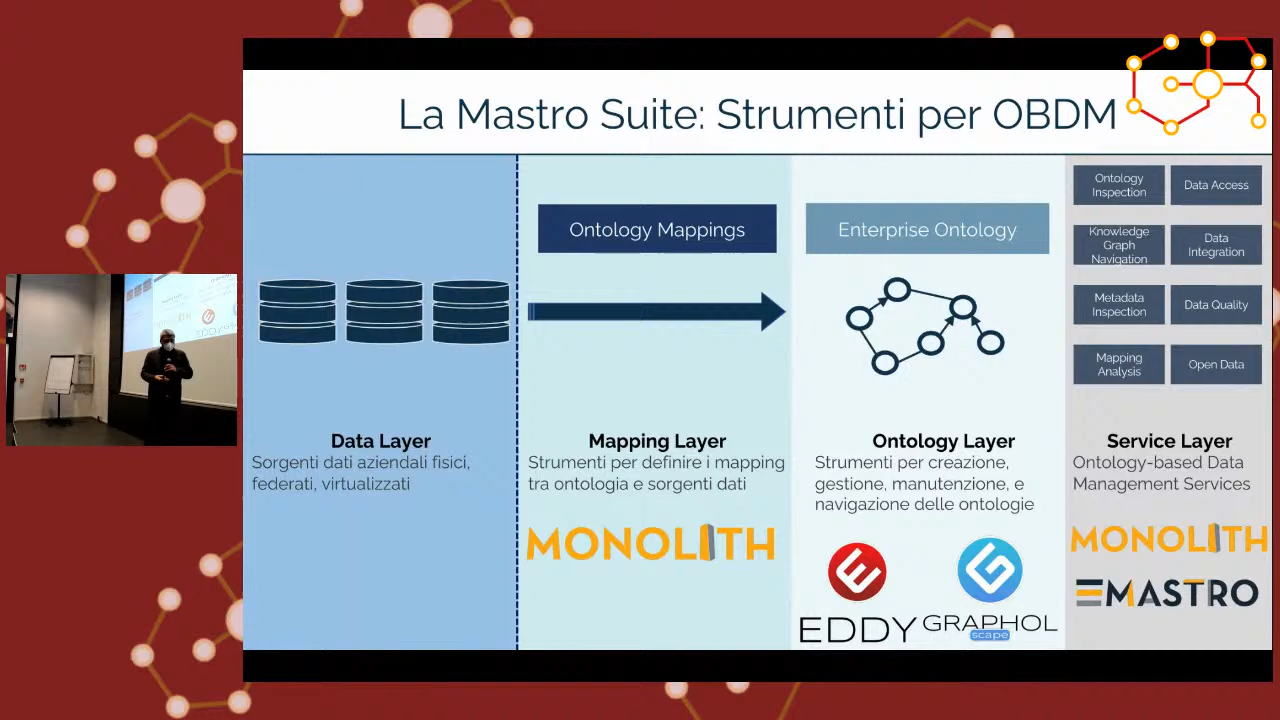 La Mastro Suite: Strumenti per OBDM
Data Layer
Sorgenti dati aziendali fisici,
federati, virtualizzati
Ontology Mappings
Mapping Layer
Strumenti per definire i mapping
tra ontologia e sorgenti dati
MONOLITH
Enterprise Ontology
Ontology Layer
Strumenti per creazione,
gestione, manutenzione, e
navigazione delle ontologie
EDDY
GRAPHOL
scape
Ontology
Inspection
Data Access
Knowledge
Graph
Navigation
Data
Integration
Metadata
Inspection
Data Quality
Mapping
Analysis
Open Data
Service Layer
Ontology-based Data
Management Services
MONOLITH
MASTRO